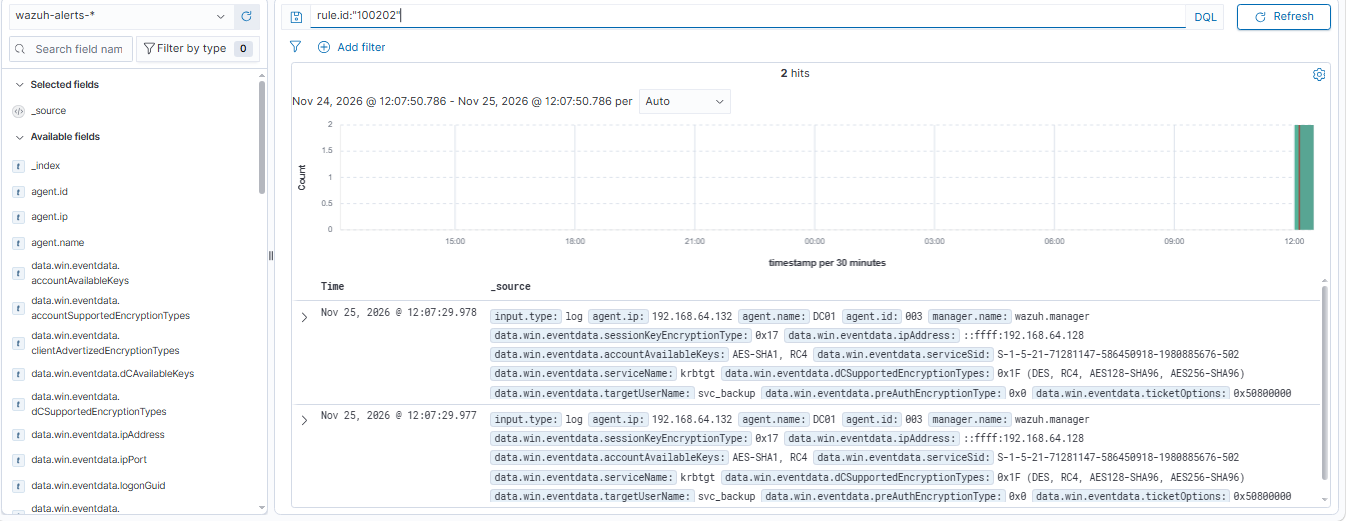 wazuh-alerts-*
rule.id:"100202"
DQL
Refresh
Search field nam
Filter by type 0
Add filter
Selected fields
_source
Available fields
_index
agent.id
agent.ip
agent.name
data.win.eventdata.
accountAvailableKeys
data.win.eventdata.
accountSupportedEncryptionTypes
data.win.eventdata.
clientAdvertizedEncryptionTypes
data.win.eventdata.dCAvailableKeys
data.win.eventdata.
dCSupportedEncryptionTypes
data.win.eventdata.ipAddress
data.win.eventdata.ipPort
data.win.eventdata.logonGuid
data.win.eventdata.
2 hits
Nov 24, 2026 @ 12:07:50.786 - Nov 25, 2026 @ 12:07:50.786 per Auto
Count
2
1.5
1
0.5
0
15:00 18:00 21:00 00:00 03:00 06:00 09:00 12:00
timestamp per 30 minutes
Time _source
Nov 25, 2026 @ 12:07:29.978
input.type: log agent.ip: 192.168.64.132 agent.name: DC01 agent.id: 003 manager.name: wazuh.manager
data.win.eventdata.sessionKeyEncryptionType: 0x17 data.win.eventdata.ipAddress: ::ffff:192.168.64.128
data.win.eventdata.accountAvailableKeys: AES-SHA1, RC4 data.win.eventdata.serviceSid: S-1-5-21-71281147-586450918-1980885676-502
data.win.eventdata.serviceName: krbtgt data.win.eventdata.dCSupportedEncryptionTypes: 0x1F (DES, RC4, AES128-SHA96, AES256-SHA96)
data.win.eventdata.targetUserName: svc_backup data.win.eventdata.preAuthEncryptionType: 0x0 data.win.eventdata.ticketOptions: 0x50800000
Nov 25, 2026 @ 12:07:29.977
input.type: log agent.ip: 192.168.64.132 agent.name: DC01 agent.id: 003 manager.name: wazuh.manager
data.win.eventdata.sessionKeyEncryptionType: 0x17 data.win.eventdata.ipAddress: ::ffff:192.168.64.128
data.win.eventdata.accountAvailableKeys: AES-SHA1, RC4 data.win.eventdata.serviceSid: S-1-5-21-71281147-586450918-1980885676-502
data.win.eventdata.serviceName: krbtgt data.win.eventdata.dCSupportedEncryptionTypes: 0x1F (DES, RC4, AES128-SHA96, AES256-SHA96)
data.win.eventdata.targetUserName: svc_backup data.win.eventdata.preAuthEncryptionType: 0x0 data.win.eventdata.ticketOptions: 0x50800000